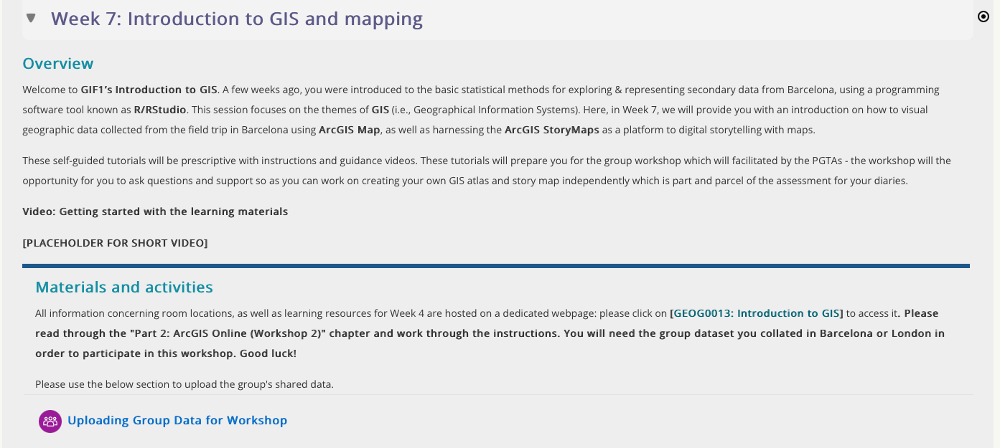 Week 7: Introduction to GIS and mapping
Overview
Welcome to GIF1's Introduction to GIS. A few weeks ago, you were introduced to the basic statistical methods for exploring & representing secondary data from Barcelona, using a programming
software tool known as R/RStudio. This session focuses on the themes of GIS (i.e., Geographical Information Systems). Here, in Week 7, we will provide you with an introduction on how to visual
geographic data collected from the field trip in Barcelona using ArcGIS Map, as well as harnessing the ArcGIS StoryMaps as a platform to digital storytelling with maps.
These self-guided tutorials will be prescriptive with instructions and guidance videos. These tutorials will prepare you for the group workshop which will facilitated by the PGTAs - the workshop will the
opportunity for you to ask questions and support so as you can work on creating your own GIS atlas and story map independently which is part and parcel of the assessment for your diaries.
Video: Getting started with the learning materials
[PLACEHOLDER FOR SHORT VIDEO]
Materials and activities
All information concerning room locations, as well as learning resources for Week 4 are hosted on a dedicated webpage: please click on [GEOG0013: Introduction to GIS] to access it. Please
read through the "Part 2: ArcGIS Online (Workshop 2)" chapter and work through the instructions. You will need the group dataset you collated in Barcelona or London in
order to participate in this workshop. Good luck!
Please use the below section to upload the group's shared data.
Uploading Group Data for Workshop